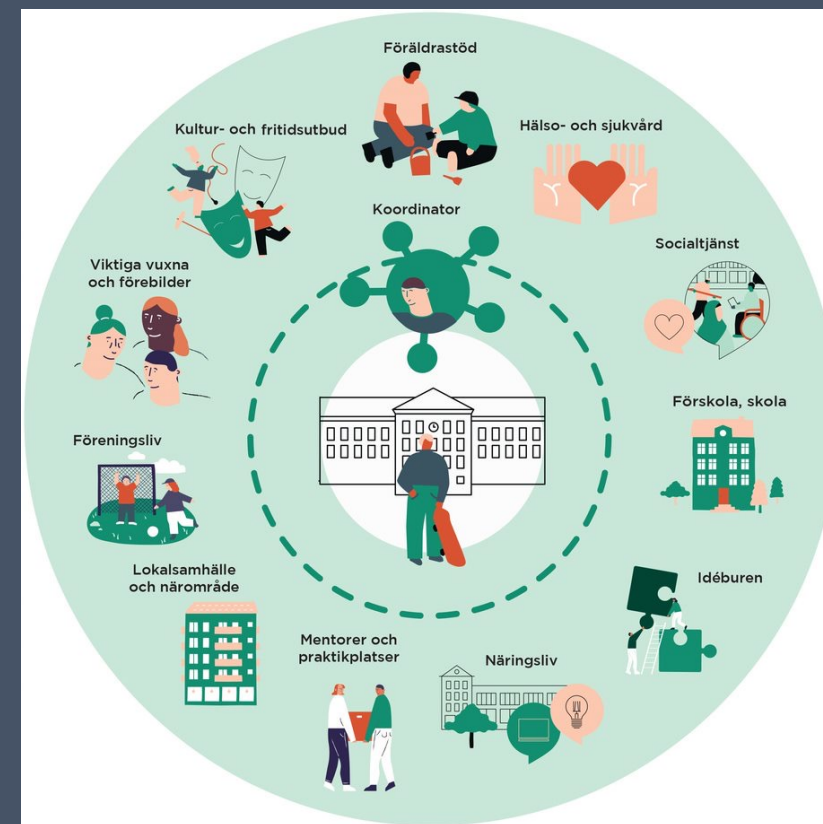 Föräldrastöd
Hälso- och sjukvård
Kultur- och fritidsutbud
Koordinator
Socialtjänst
Viktiga vuxna
och förebilder
Förskola, skola
Föreningsliv
Lokalsamhälle
och närområde
Idéburen
Mentorer och
praktikplatser
Näringsliv